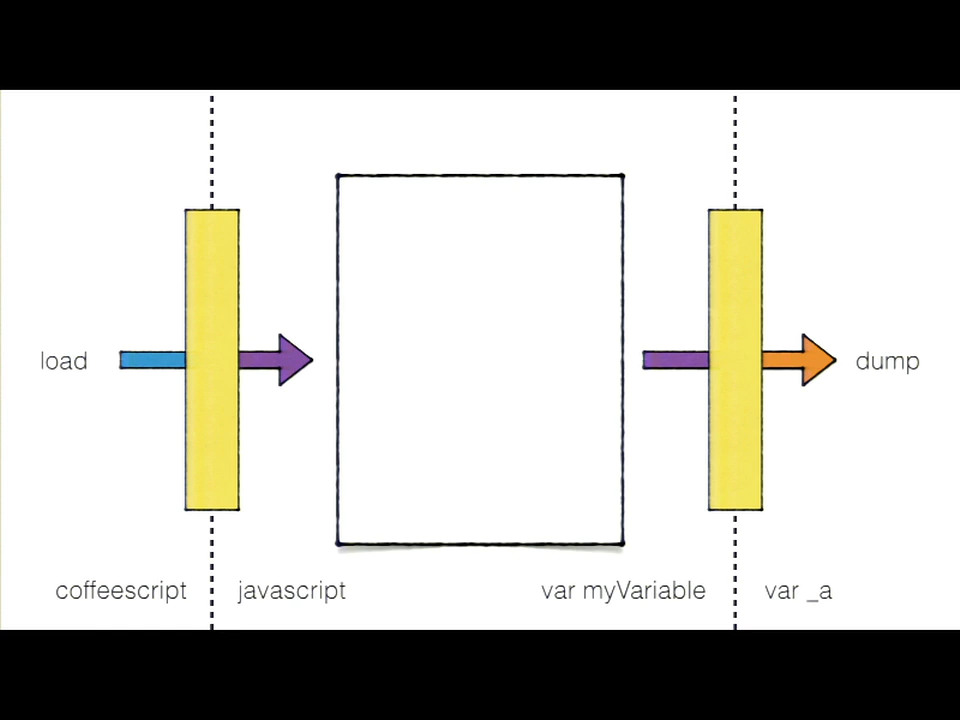 load
dump
coffeescript
javascript
var myVariable
var _a